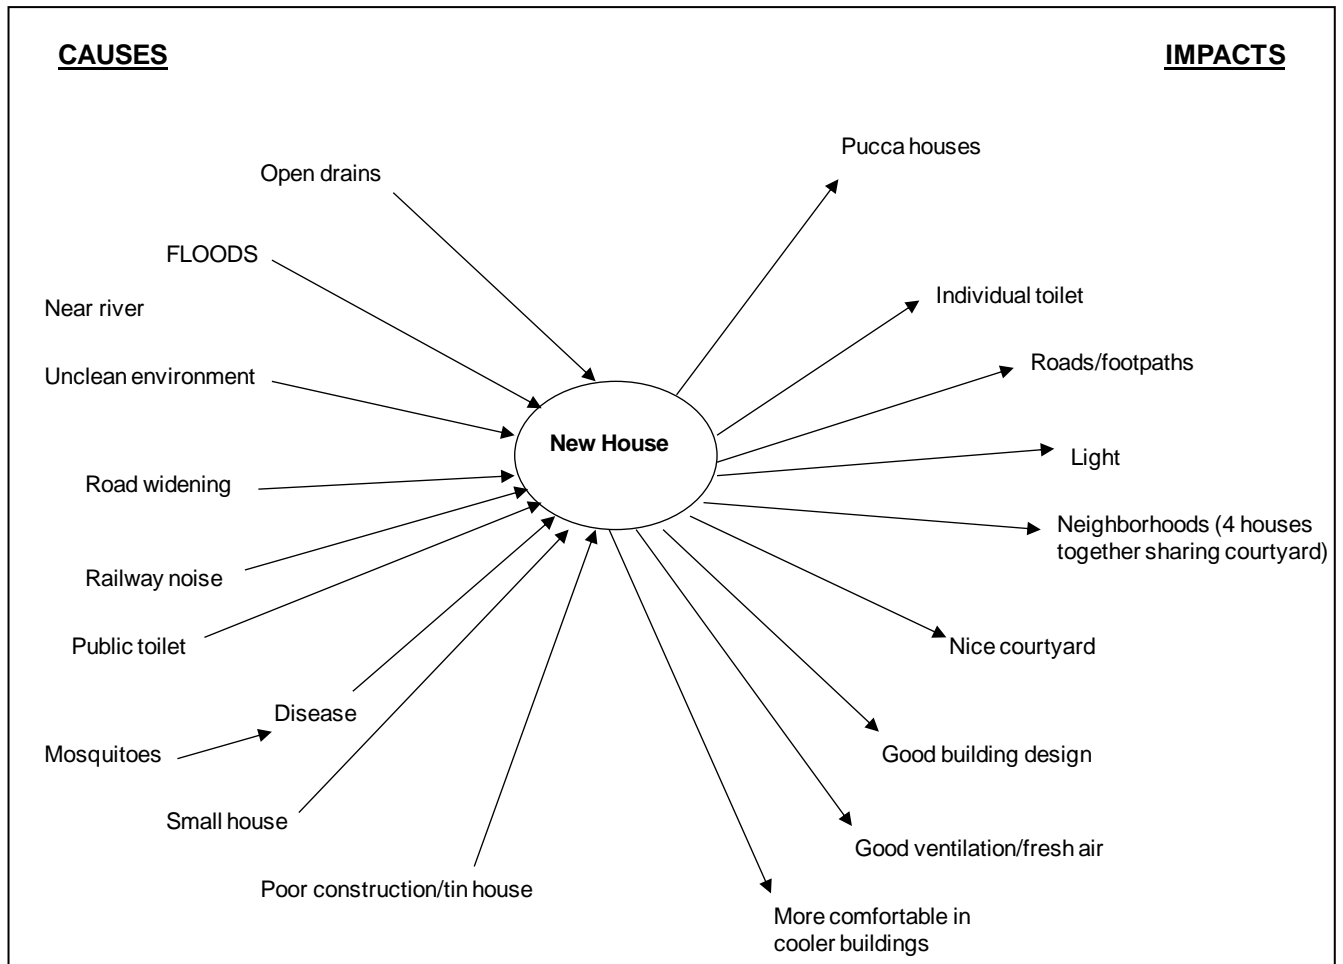 CAUSES
IMPACTS
Open drains
FLOODS
Near river
Unclean environment
Road widening
Railway noise
Public toilet
Disease
Mosquitoes
Small house
Poor construction/tin house
New House
Pucca houses
Individual toilet
Roads/footpaths
Light
Neighborhoods (4 houses
together sharing courtyard)
Nice courtyard
Good building design
Good ventilation/fresh air
More comfortable in
cooler buildings